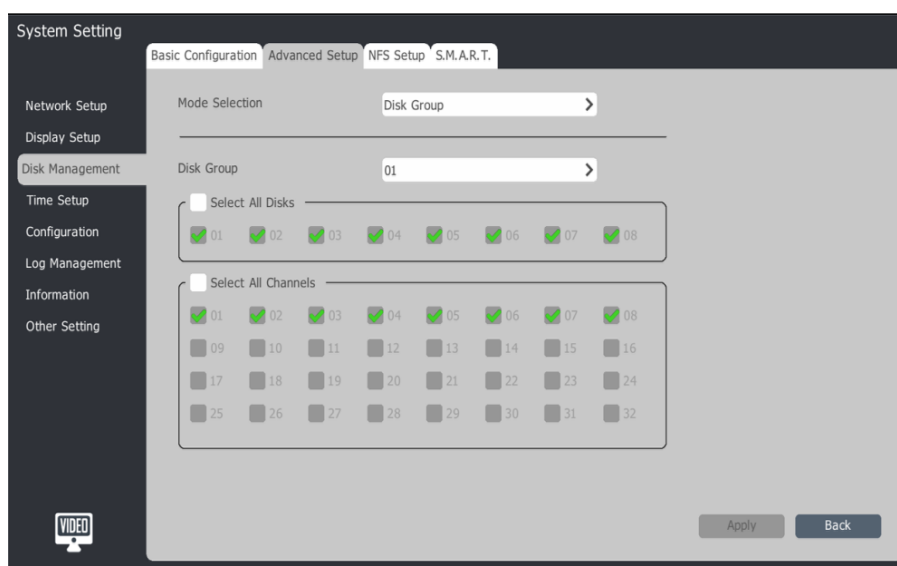 System Setting
Basic Configuration Advanced Setup NFS Setup S.M.A.R.T.
Network Setup
Display Setup
Disk Management
Time Setup
Configuration
Log Management
Information
Other Setting
VIDEO
Mode Selection Disk Group
Disk Group 01
Select All Disks
01 02 03 04 05 06 07 08
Select All Channels
01 02 03 04 05 06 07 08
09 10 11 12 13 14 15 16
17 18 19 20 21 22 23 24
25 26 27 28 29 30 31 32
Apply Back